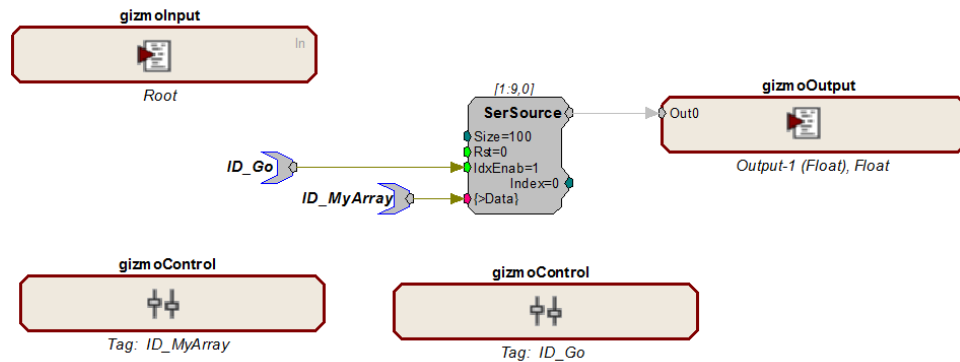 gizmoInput
In
Root
[1:9,0]
SerSource
Size=100
Rst=0
IdxEnab=1
Index=0
{>Data}
ID_Go
ID_MyArray
gizmoOutput
Out0
Output-1 (Float), Float
gizmoControl
Tag: ID_MyArray
gizmoControl
Tag: ID_Go